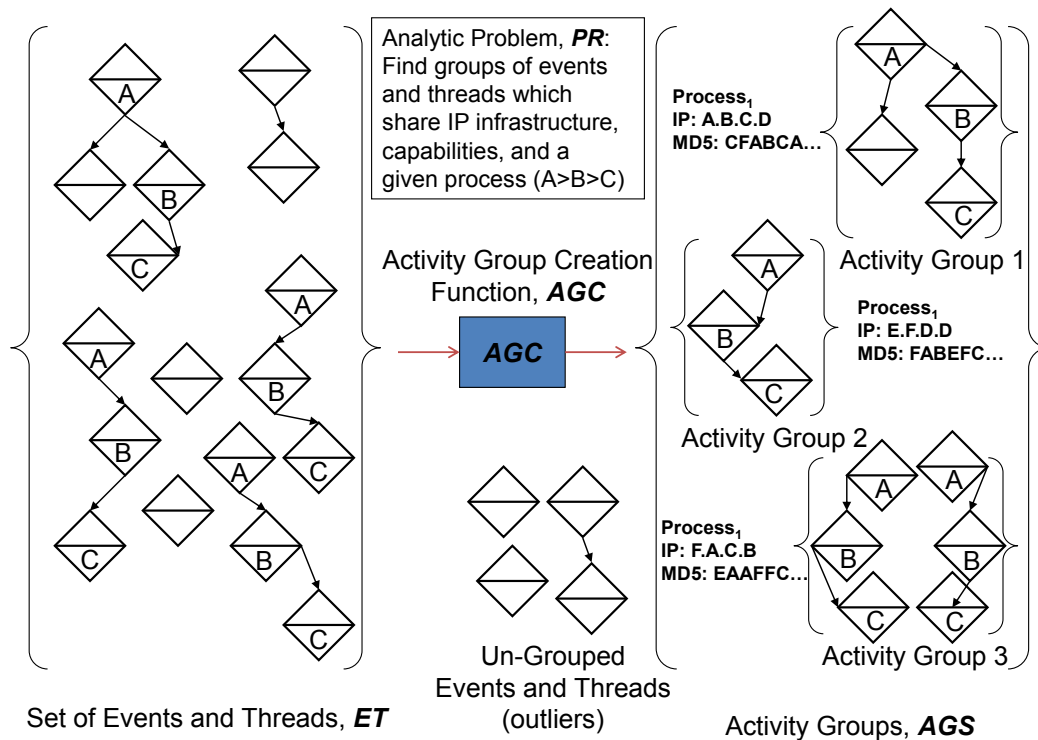 A
B
C
A
B
C
A
B
C
A
B
C
Set of Events and Threads, ET
Analytic Problem, PR:
Find groups of events
and threads which
share IP infrastructure,
capabilities, and a
given process (A>B>C)
Activity Group Creation
Function, AGC
AGC
Un-Grouped
Events and Threads
(outliers)
Process₁
IP: A.B.C.D
MD5: CFABCA…
A
B
C
Activity Group 1
A
B
C
Activity Group 2
Process₁
IP: E.F.D.D
MD5: FABEFC…
Process₁
IP: F.A.C.B
MD5: EAAFFC…
A
B
C
A
B
C
Activity Group 3
Activity Groups, AGS